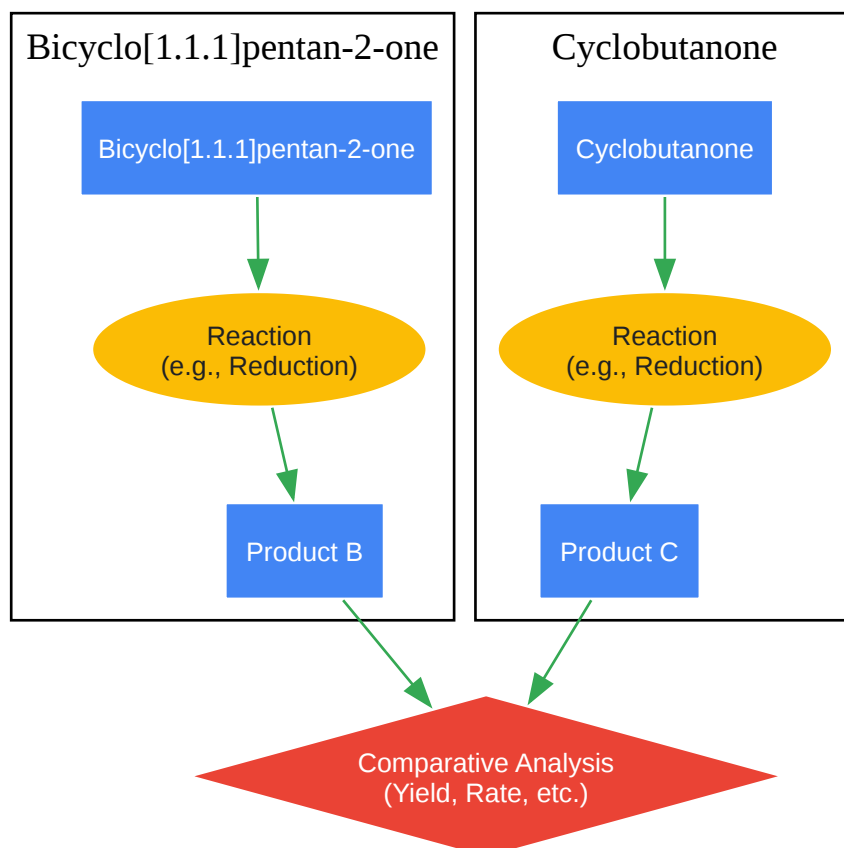 Bicyclo[1.1.1]pentan-2-one
Bicyclo[1.1.1]pentan-2-one
Reaction
(e.g., Reduction)
Product B
Cyclobutanone
Cyclobutanone
Reaction
(e.g., Reduction)
Product C
Comparative Analysis
(Yield, Rate, etc.)